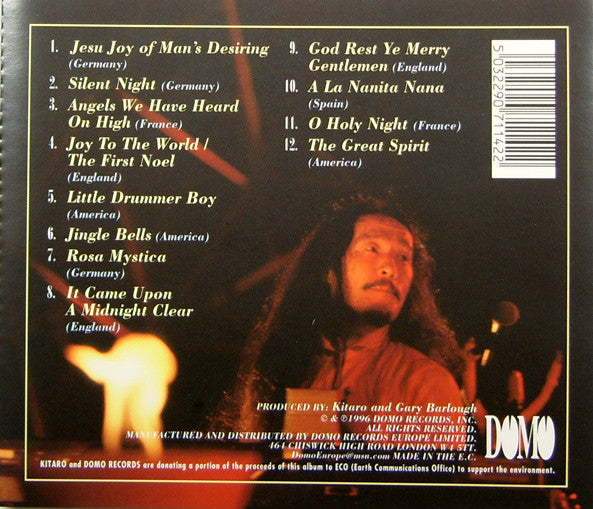 1. Jesu Joy of Man's Desiring
(Germany)
2. Silent Night (Germany)
3. Angels We Have Heard
On High (France)
4. Joy To The World /
The First Noel
(England)
5. Little Drummer Boy
(America)
6. Jingle Bells (America)
7. Rosa Mystica
(Germany)
8. It Came Upon
A Midnight Clear
(England)
9. God Rest Ye Merry
Gentlemen (England)
10. A La Nanita Nana
(Spain)
11. O Holy Night (France)
12. The Great Spirit
(America)
5032290711422
PRODUCED BY: Kitaro and Gary Barlough
© & ℗1996 DOMO RECORDS, INC.
ALL RIGHTS RESERVED.
MANUFACTURED AND DISTRIBUTED BY DOMO RECORDS EUROPE LIMITED.
464 CHISWICK HIGH ROAD LONDON W4 5TT.
DomoEurope@msn.com MADE IN THE E.C.
DOMO
KITARO and DOMO RECORDS are donating a portion of the proceeds of this album to ECO (Earth Communications Office) to support the environment.